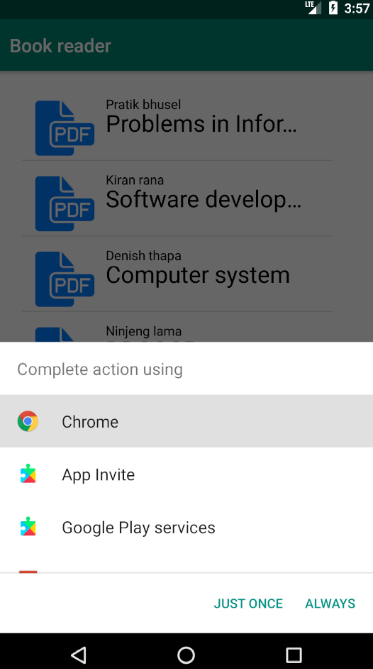 LTE 3:57
Book reader
Pratik bhusel
PDF Problems in Infor...
Kiran rana
PDF Software develop...
Denish thapa
PDF Computer system
Ninjeng lama
Complete action using
Chrome
App Invite
Google Play services
JUST ONCE ALWAYS